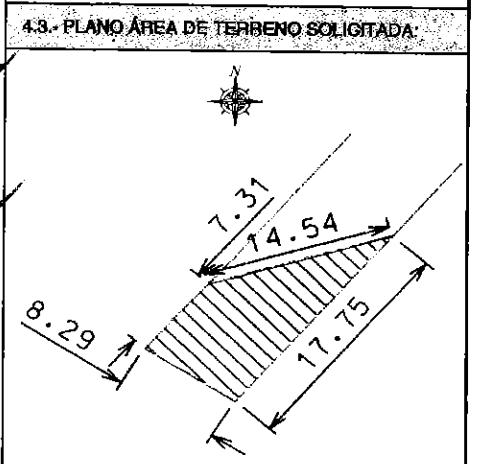 4.3.- PLANO ÁREA DE TERRENO SOLICITADA:
N
7.31
14.54
8.29
17.75